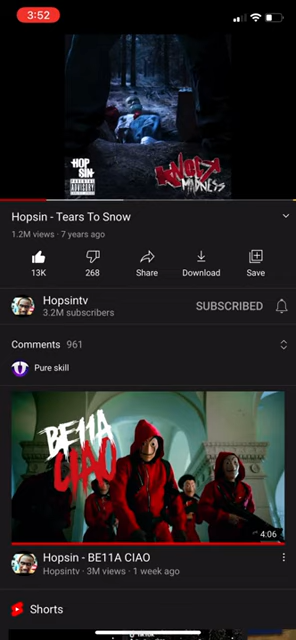 3:52
HOP
SIN
PARENTAL
ADVISORY
EXPLICIT CONTENT
KNOCK
MADNESS
Hopsin - Tears To Snow
1.2M views · 7 years ago
13K
268
Share
Download
Save
Hopsintv
3.2M subscribers
SUBSCRIBED
Comments 961
Pure skill
BE11A
CIAO
4:06
Hopsin - BE11A CIAO
Hopsintv · 3M views · 1 week ago
Shorts